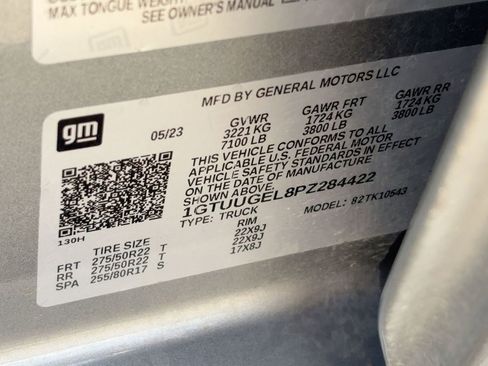 MAX TONGUE WEIGHT
SEE OWNER'S MANUAL
MFD BY GENERAL MOTORS LLC
gm
05/23
GVWR GAWR FRT GAWR RR
3221 KG 1724 KG 1724 KG
7100 LB 3800 LB 3800 LB
THIS VEHICLE CONFORMS TO ALL
APPLICABLE U.S. FEDERAL MOTOR
VEHICLE SAFETY STANDARDS IN EFFECT
ON THE DATE OF MANUFACTURE
SHOWN ABOVE.
1GTUUGEL8PZ284422
TYPE: TRUCK MODEL: 82TK10543
130H
TIRE SIZE RIM
FRT 275/50R22 T 22X9J
RR 275/50R22 T 22X9J
SPA 255/80R17 S 17X8J